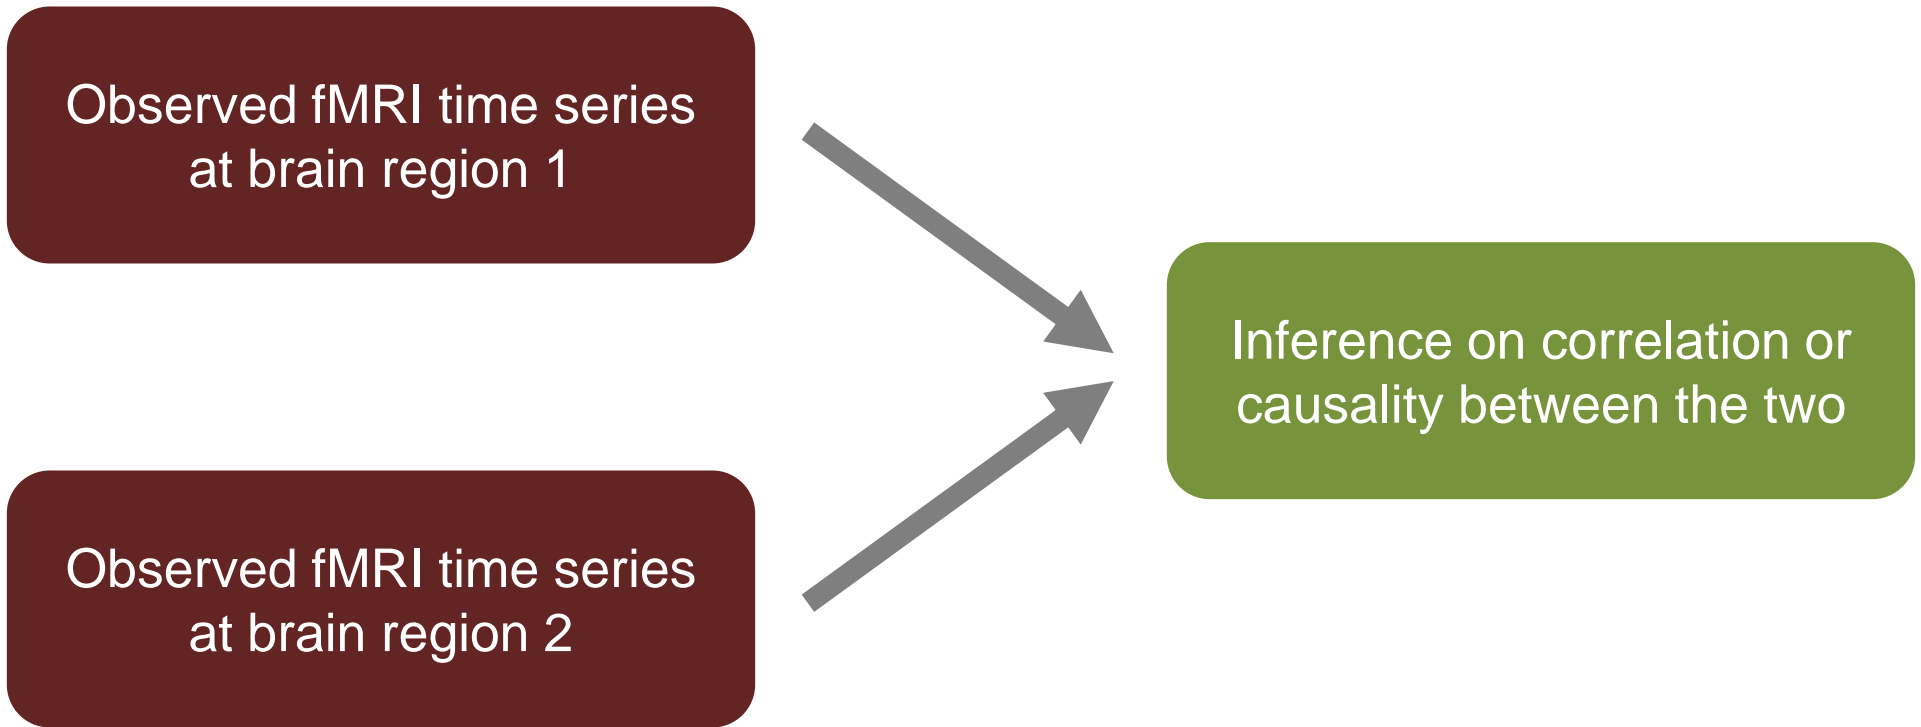 Observed fMRI time series
at brain region 1
Inference on correlation or
causality between the two
Observed fMRI time series
at brain region 2